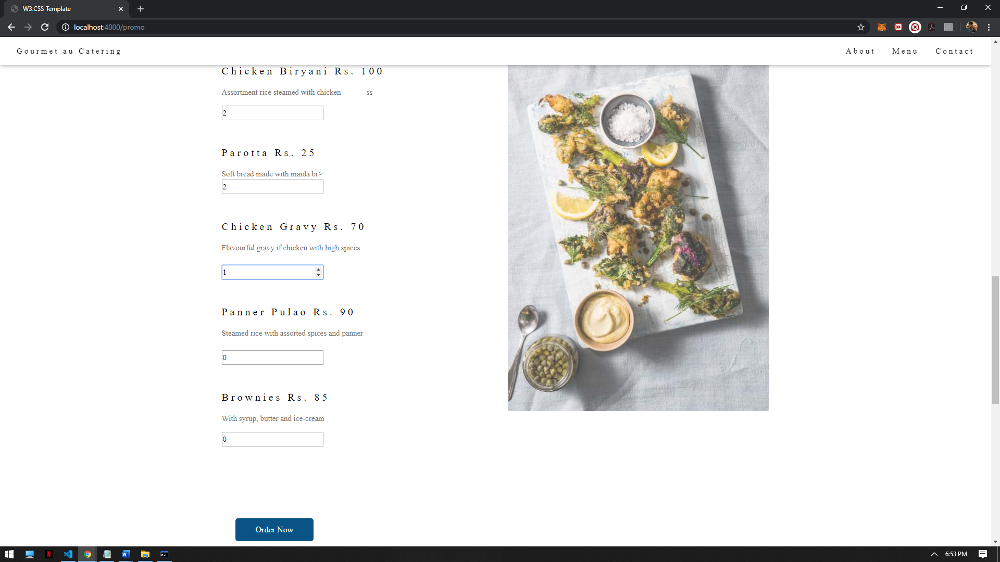 W3.CSS Template
localhost:4000/promo
Gourmet au Catering
About Menu Contact
Chicken Biryani Rs. 100
Assortment rice steamed with chicken ss
2
Parotta Rs. 25
Soft bread made with maida br>
2
Chicken Gravy Rs. 70
Flavourful gravy if chicken with high spices
1
Panner Pulao Rs. 90
Steamed rice with assorted spices and panner
0
Brownies Rs. 85
With syrup, butter and ice-cream
0
Order Now
6:53 PM